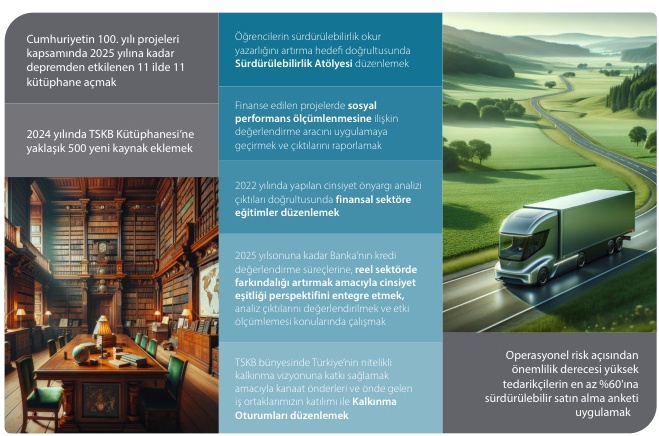 Cumhuriyetin 100. yılı projeleri
kapsamında 2025 yılına kadar
depremden etkilenen 11 ilde 11
kütüphane açmak
2024 yılında TSKB Kütüphanesi'ne
yaklaşık 500 yeni kaynak eklemek
Öğrencilerin sürdürülebilirlik okur
yazarlığını artırma hedefi doğrultusunda
Sürdürülebilirlik Atölyesi düzenlemek
Finanse edilen projelerde sosyal
performans ölçümlenmesine ilişkin
değerlendirme aracını uygulamaya
geçirmek ve çıktılarını raporlamak
2022 yılında yapılan cinsiyet önyargı analizi
çıktıları doğrultusunda finansal sektöre
eğitimler düzenlemek
2025 yılsonuna kadar Banka'nın kredi
değerlendirme süreçlerine, reel sektörde
farkındalığı artırmak amacıyla cinsiyet
eşitliği perspektifini entegre etmek,
analiz çıktılarını değerlendirilmek ve etki
ölçümlemesi konularında çalışmak
TSKB bünyesinde Türkiye'nin nitelikli
kalkınma vizyonuna katkı sağlamak
amacıyla kanaat önderleri ve önde gelen
iş ortaklarımızın katılımı ile Kalkınma
Oturumları düzenlemek
Operasyonel risk açısından
önemlilik derecesi yüksek
tedarikçilerin en az %60'ına
sürdürülebilir satın alma anketi
uygulamak